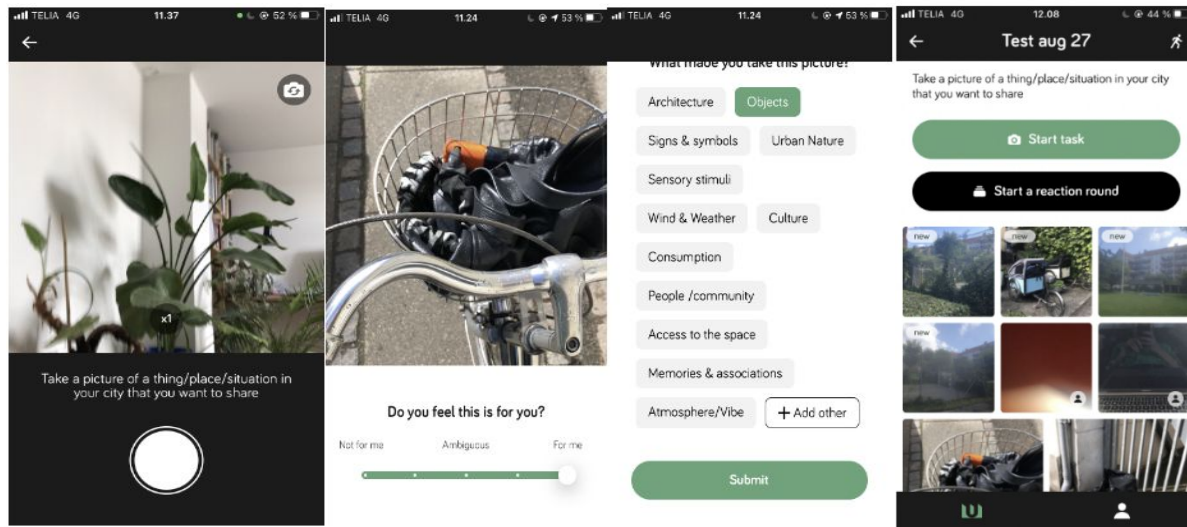 TELIA 4G 11.37 52 %
x1
Take a picture of a thing/place/situation in
your city that you want to share
TELIA 4G 11.24 53 %
Do you feel this is for you?
Not for me Ambiguous For me
TELIA 4G 11.24 53 %
What made you take this picture?
Architecture Objects
Signs & symbols Urban Nature
Sensory stimuli
Wind & Weather Culture
Consumption
People /community
Access to the space
Memories & associations
Atmosphere/Vibe + Add other
Submit
TELIA 4G 12.08 44 %
Test aug 27
Take a picture of a thing/place/situation in your city
that you want to share
Start task
Start a reaction round
new new new
new